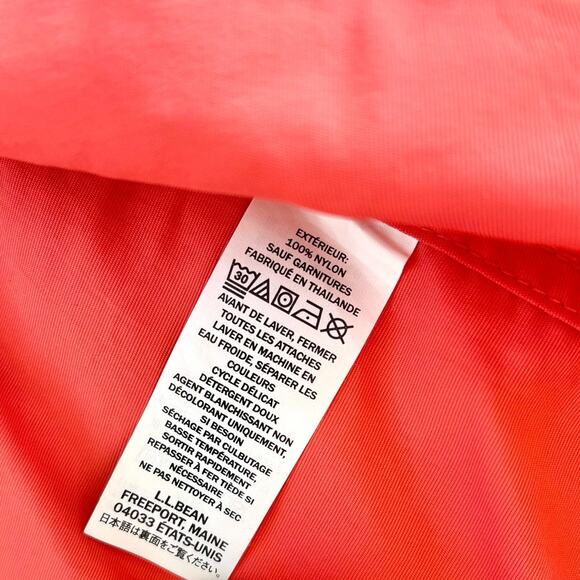 EXTÉRIEUR:
100% NYLON
SAUF GARNITURES
FABRIQUÉ EN THAILANDE
30
AVANT DE LAVER, FERMER
TOUTES LES ATTACHES
LAVER EN MACHINE EN
EAU FROIDE, SÉPARER LES
COULEURS
CYCLE DÉLICAT
DÉTERGENT DOUX
AGENT BLANCHISSANT NON
DÉCOLORANT UNIQUEMENT,
SI BESOIN
SÉCHAGE PAR CULBUTAGE
BASSE TEMPÉRATURE,
SORTIR RAPIDEMENT
REPASSER À FER TIÈDE SI
NÉCESSAIRE
NE PAS NETTOYER À SEC
L.L.BEAN
FREEPORT, MAINE
04033 ÉTATS-UNIS
日本語は裏面をご覧ください。